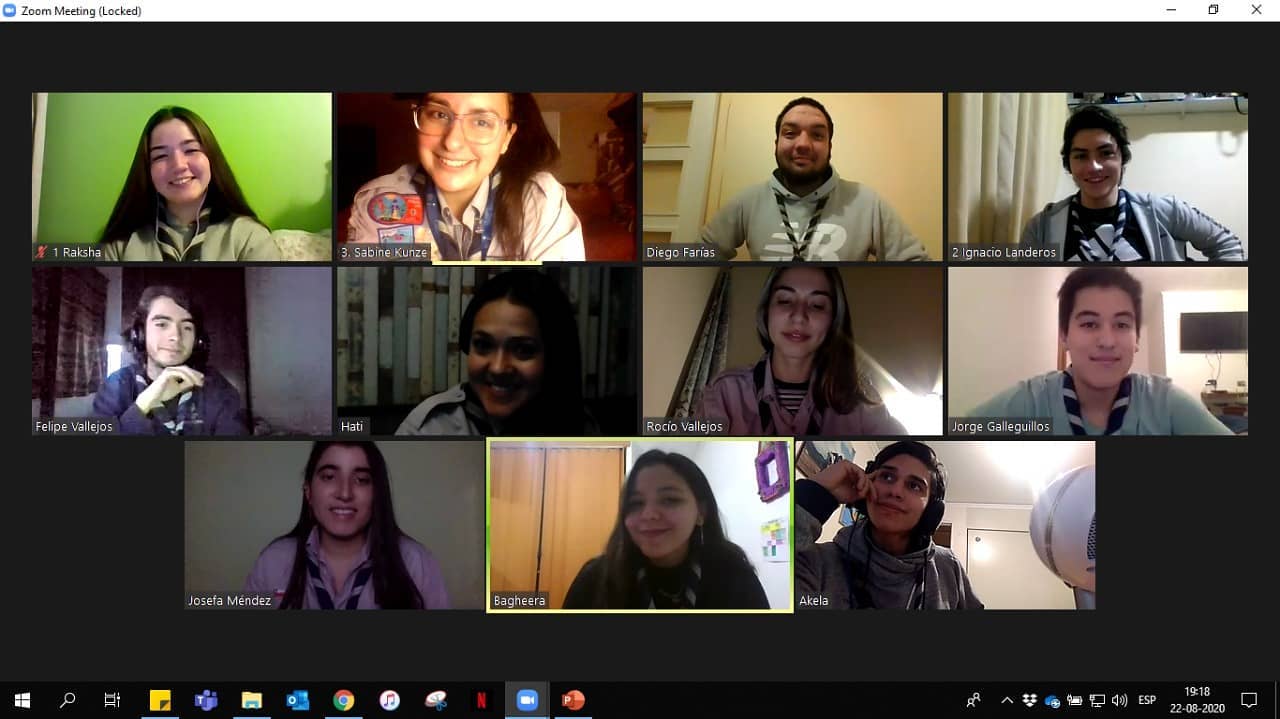 Zoom Meeting (Locked)
1 Raksha
3. Sabine Kunze
Diego Farías
2 Ignacio Landeros
Felipe Vallejos
Hati
Rocío Vallejos
Jorge Galleguillos
Josefa Méndez
Bagheera
Akela
ESP
19:18
22-08-2020